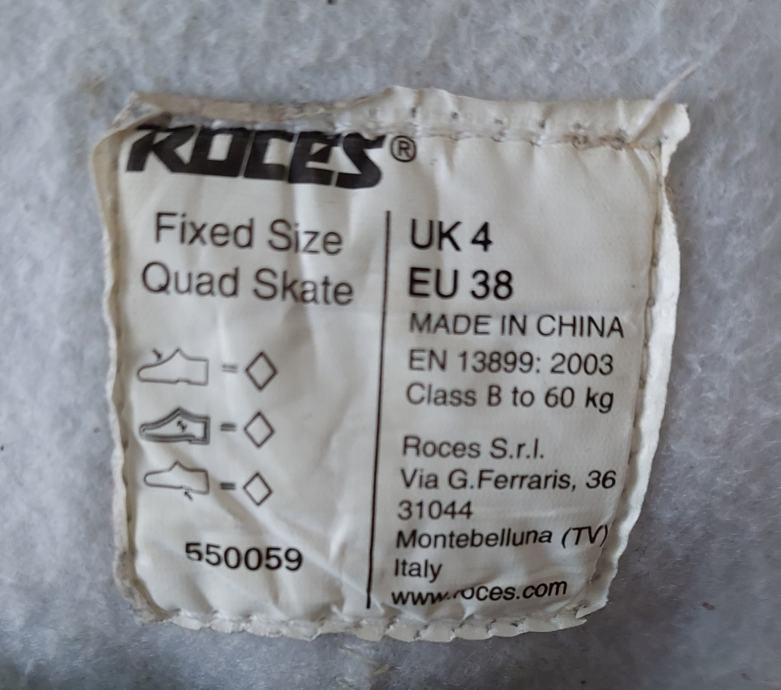 ROCES®
Fixed Size
Quad Skate
=
=
=
550059
UK 4
EU 38
MADE IN CHINA
EN 13899: 2003
Class B to 60 kg
Roces S.r.l.
Via G.Ferraris, 36
31044
Montebelluna (TV)
Italy
www.roces.com